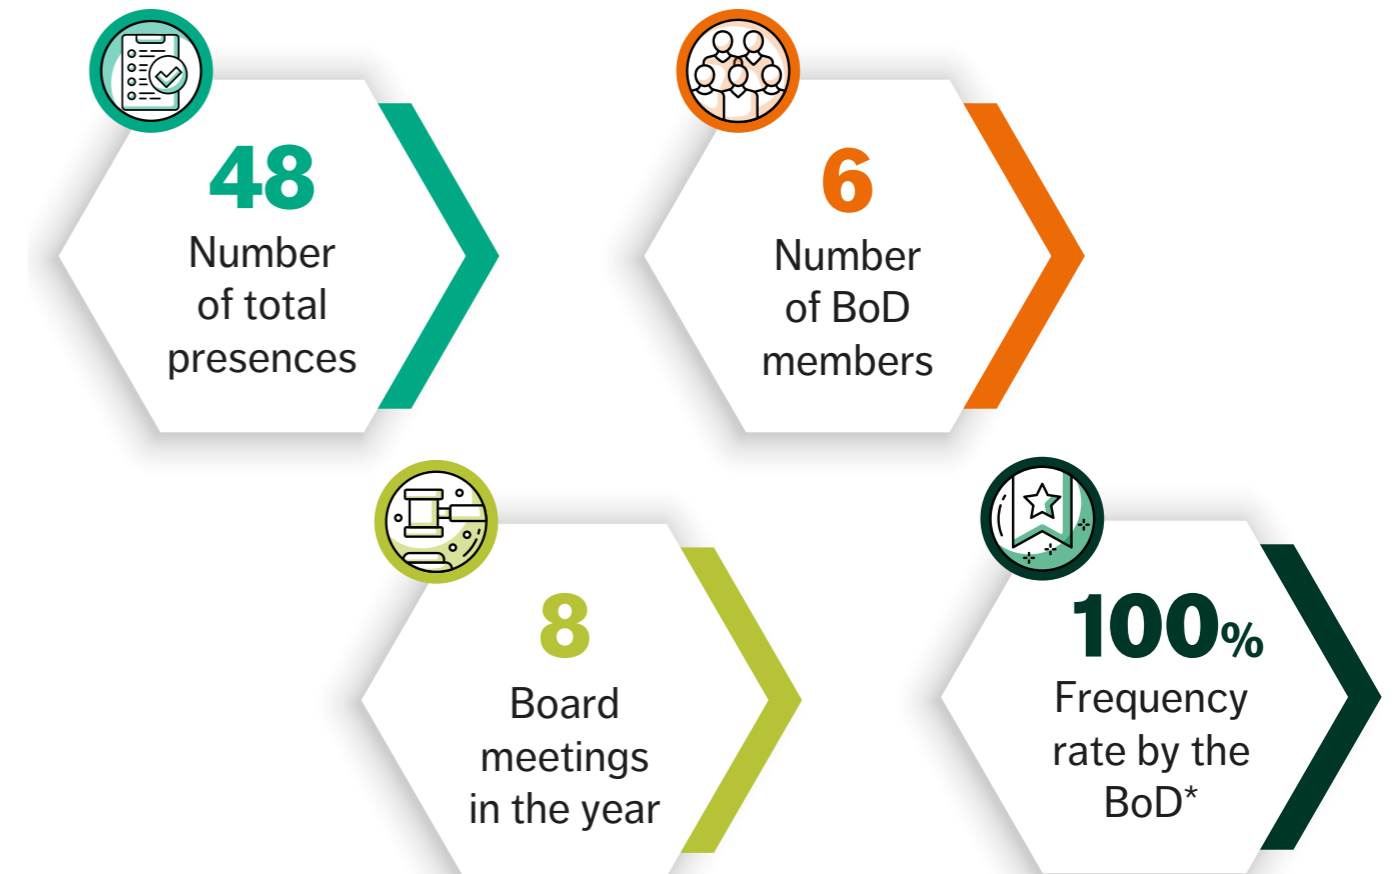 48
Number
of total
presences
6
Number
of BoD
members
8
Board
meetings
in the year
100%
Frequency
rate by the
BoD*